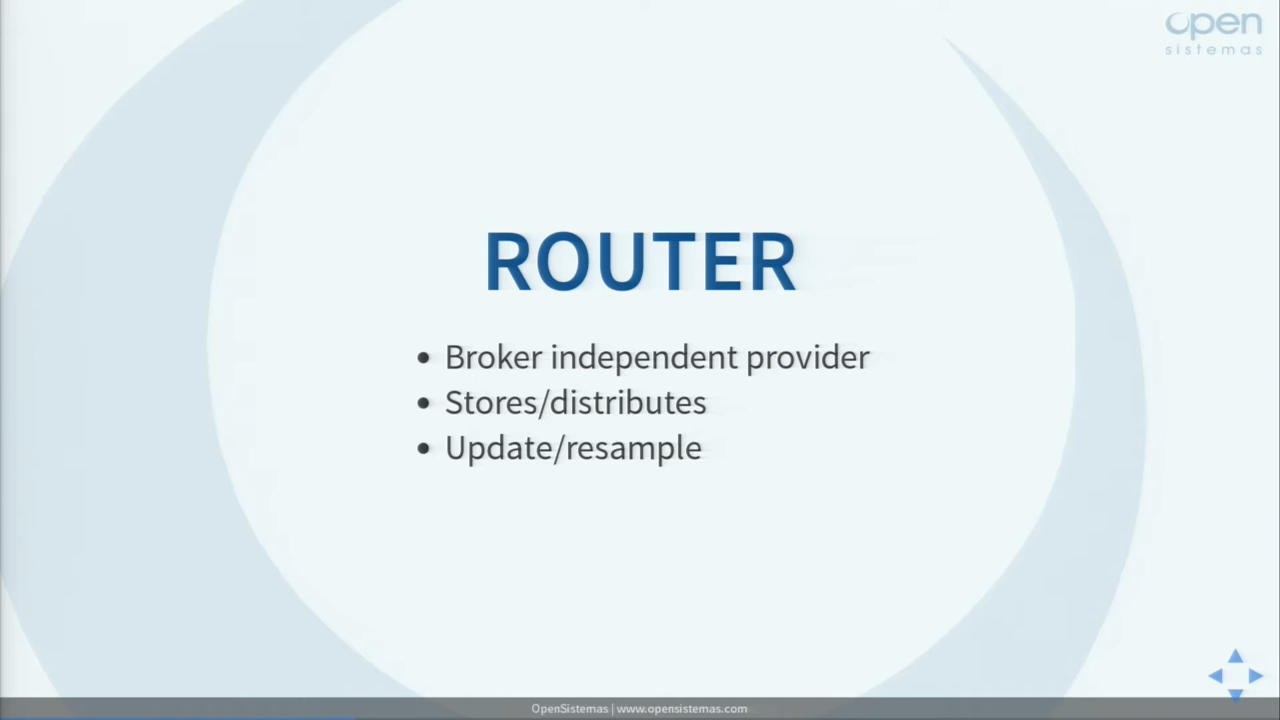 open
sistemas
ROUTER
• Broker independent provider
• Stores/distributes
• Update/resample
OpenSistemas | www.opensistemas.com